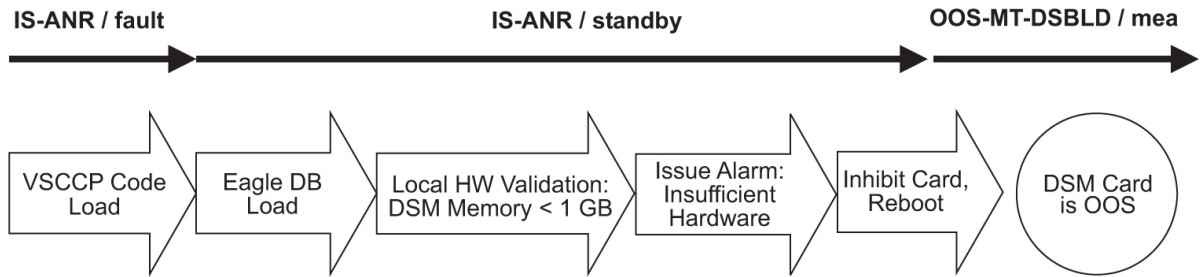 IS-ANR / fault
IS-ANR / standby
OOS-MT-DSBLD / mea
VSCCP Code
Load
Eagle DB
Load
Local HW Validation:
DSM Memory < 1 GB
Issue Alarm:
Insufficient
Hardware
Inhibit Card,
Reboot
DSM Card
is OOS